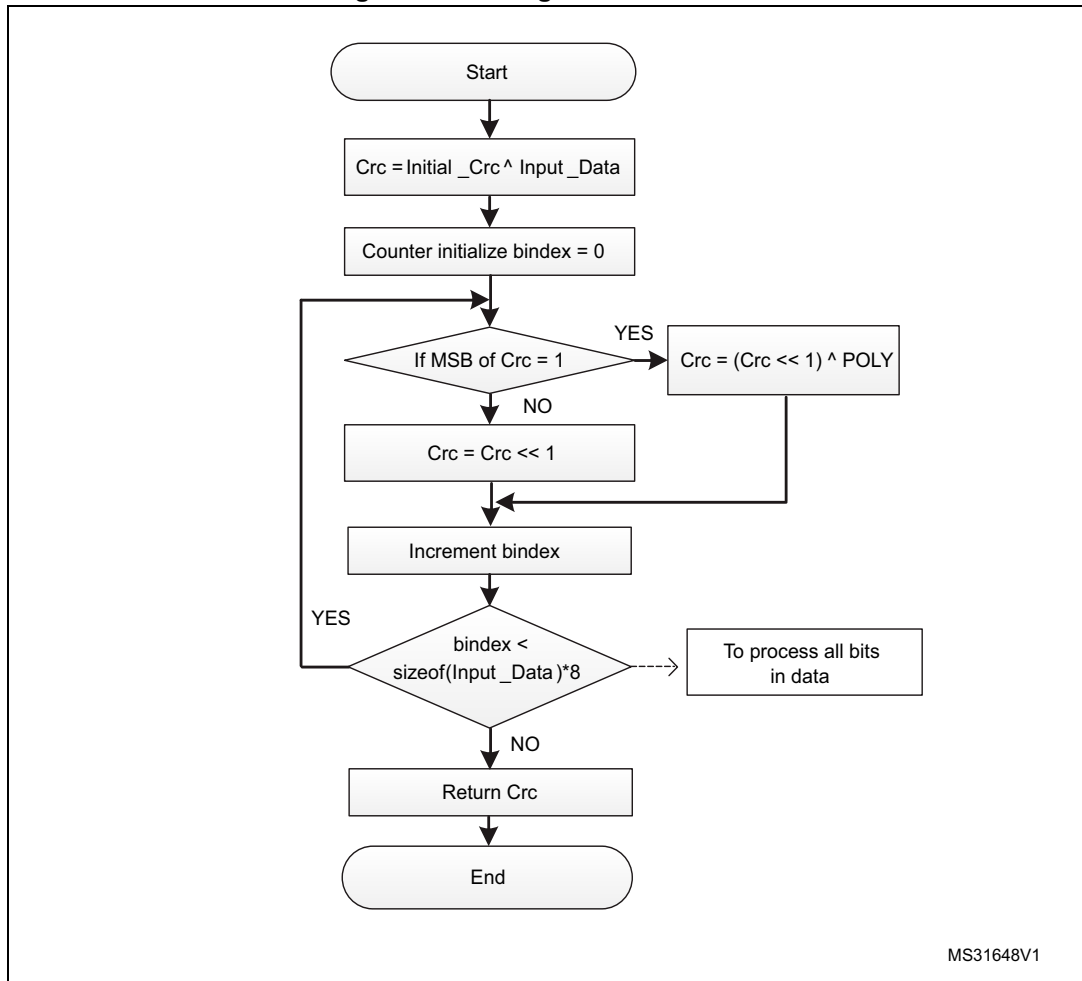 Start
Crc = Initial _Crc ^ Input _Data
Counter initialize bindex = 0
If MSB of Crc = 1
YES
Crc = (Crc << 1) ^ POLY
NO
Crc = Crc << 1
Increment bindex
YES
bindex <
sizeof(Input _Data )*8
To process all bits
in data
NO
Return Crc
End
MS31648V1